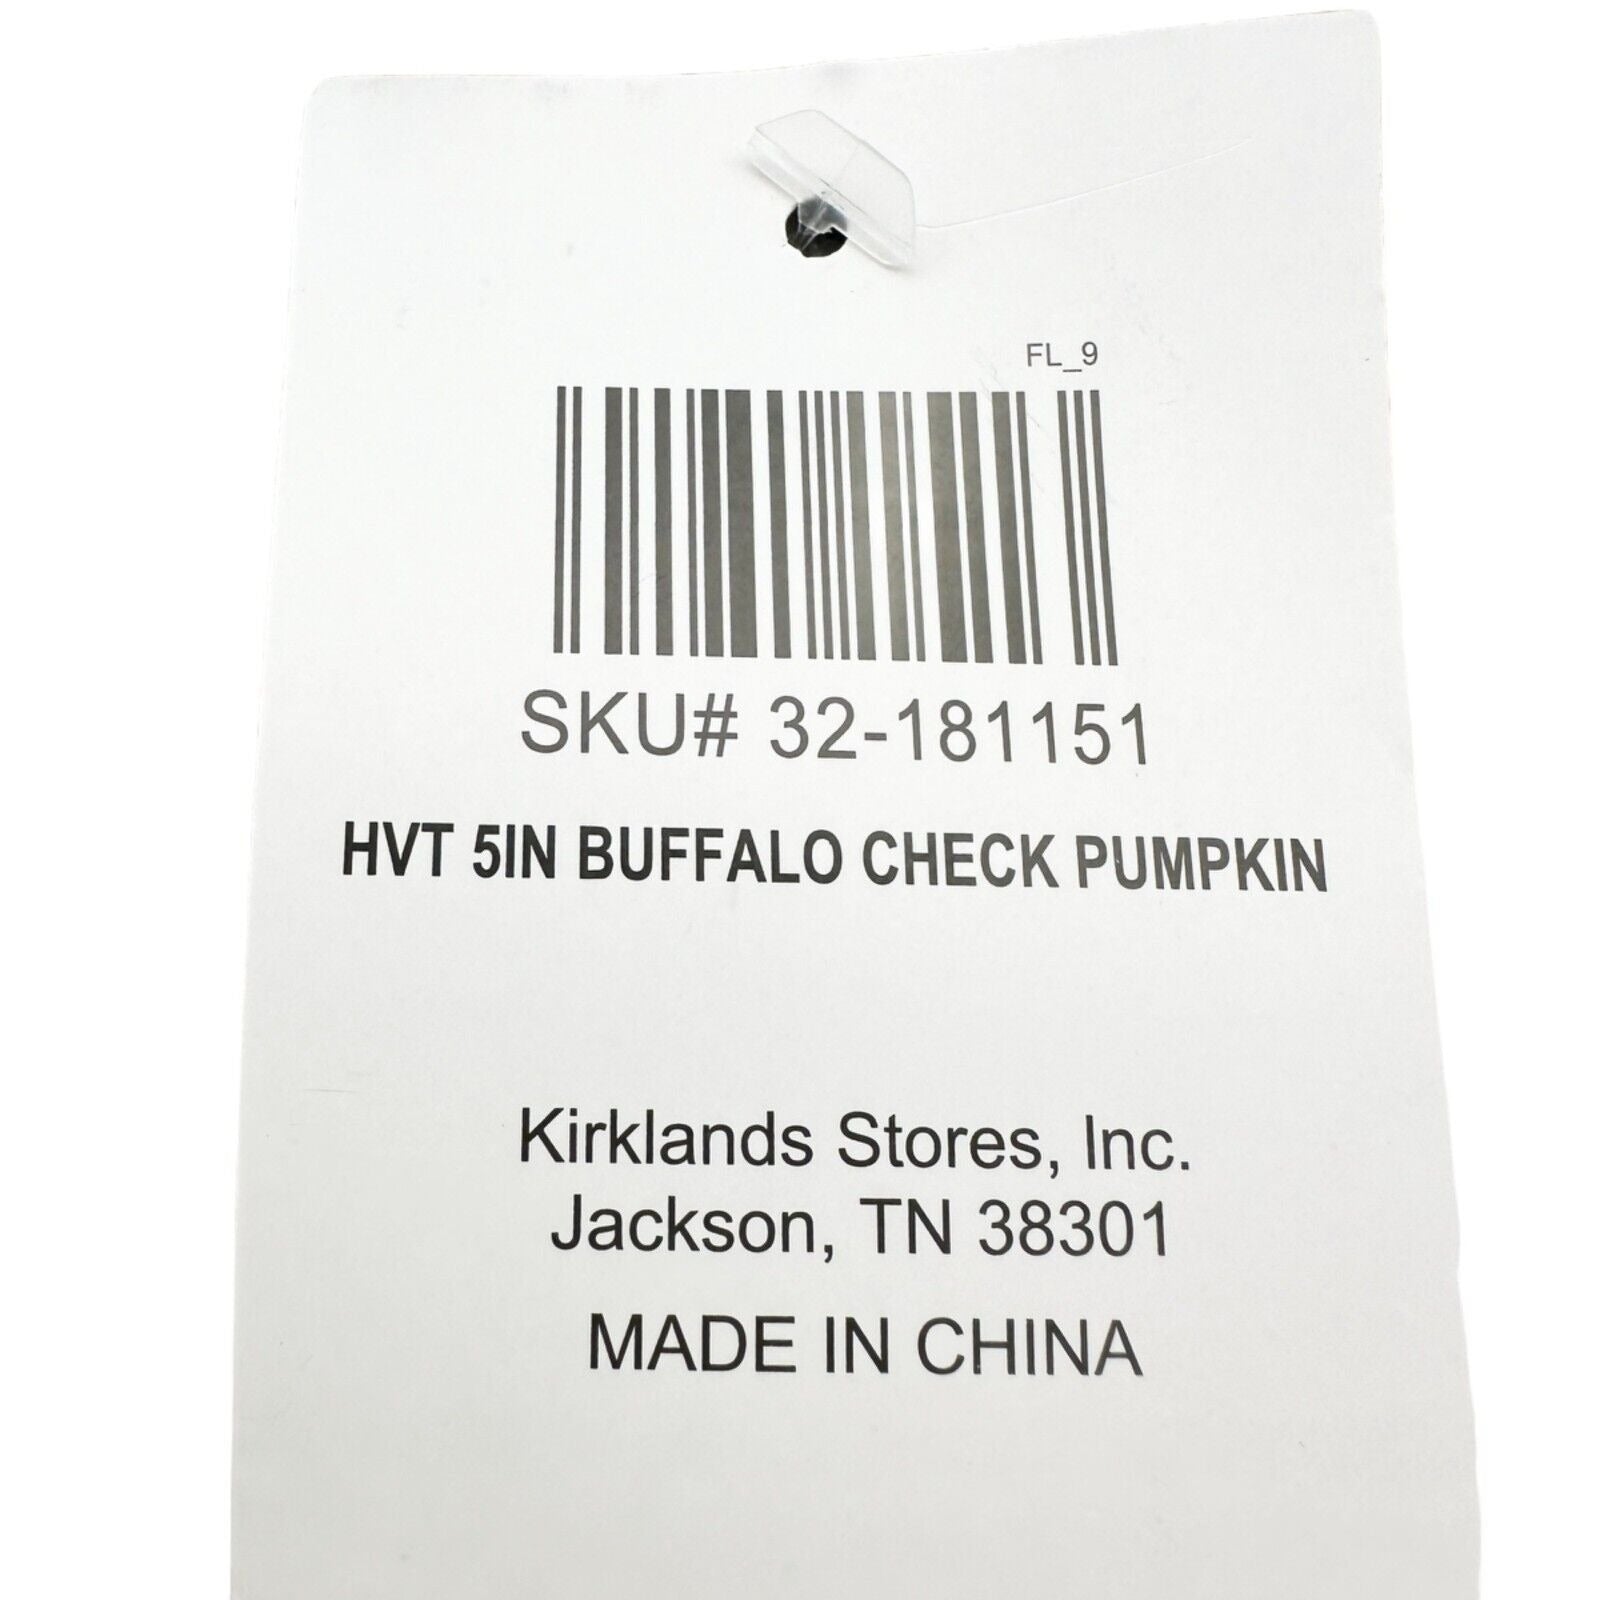 FL_9
SKU# 32-181151
HVT 5IN BUFFALO CHECK PUMPKIN
Kirklands Stores, Inc.
Jackson, TN 38301
MADE IN CHINA